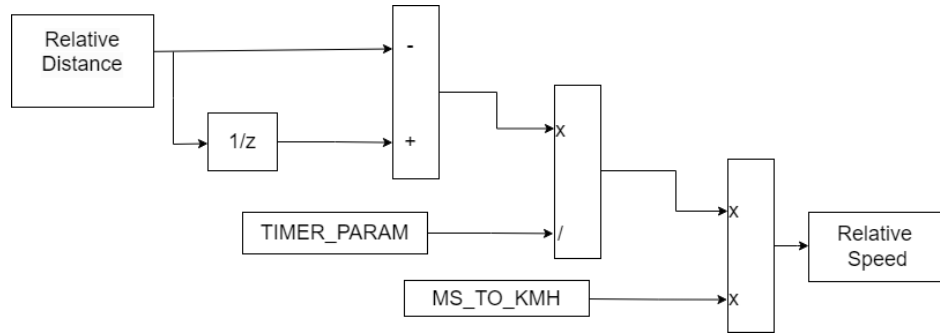 Relative
Distance
-
1/z
+
x
TIMER_PARAM
/
x
MS_TO_KMH
x
Relative
Speed